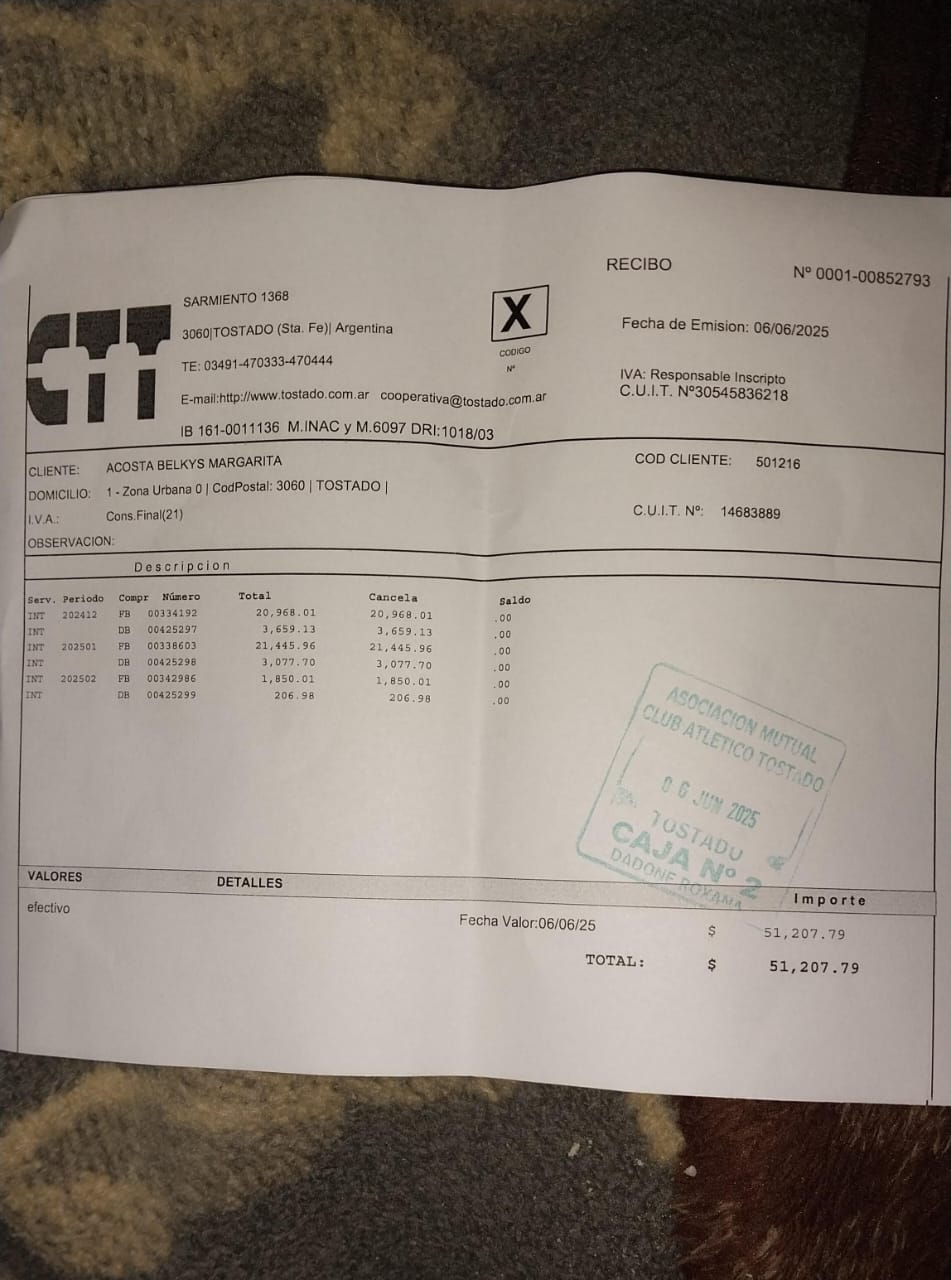 RECIBO
Nº 0001-00852793
CTT
SARMIENTO 1368
3060|TOSTADO (Sta. Fe)| Argentina
TE: 03491-470333-470444
E-mail:http://www.tostado.com.ar cooperativa@tostado.com.ar
IB 161-0011136 M.INAC y M.6097 DRI:1018/03
X
CODIGO
Nº
Fecha de Emision: 06/06/2025
IVA: Responsable Inscripto
C.U.I.T. Nº30545836218
CLIENTE: ACOSTA BELKYS MARGARITA
COD CLIENTE: 501216
DOMICILIO: 1 - Zona Urbana 0 | CodPostal: 3060 | TOSTADO |
I.V.A.: Cons.Final(21)
C.U.I.T. Nº: 14683889
OBSERVACION:
Descripcion
Serv. Periodo Compr Número Total Cancela Saldo
INT 202412 FB 00334192 20,968.01 20,968.01 .00
INT DB 00425297 3,659.13 3,659.13 .00
INT 202501 FB 00338603 21,445.96 21,445.96 .00
INT DB 00425298 3,077.70 3,077.70 .00
INT 202502 FB 00342986 1,850.01 1,850.01 .00
INT DB 00425299 206.98 206.98 .00
ASOCIACION MUTUAL
CLUB ATLETICO TOSTADO
06 JUN 2025
TOSTADO
CAJA Nº 2
DADONE ROXANA
VALORES DETALLES Importe
efectivo Fecha Valor:06/06/25 $ 51,207.79
TOTAL: $ 51,207.79